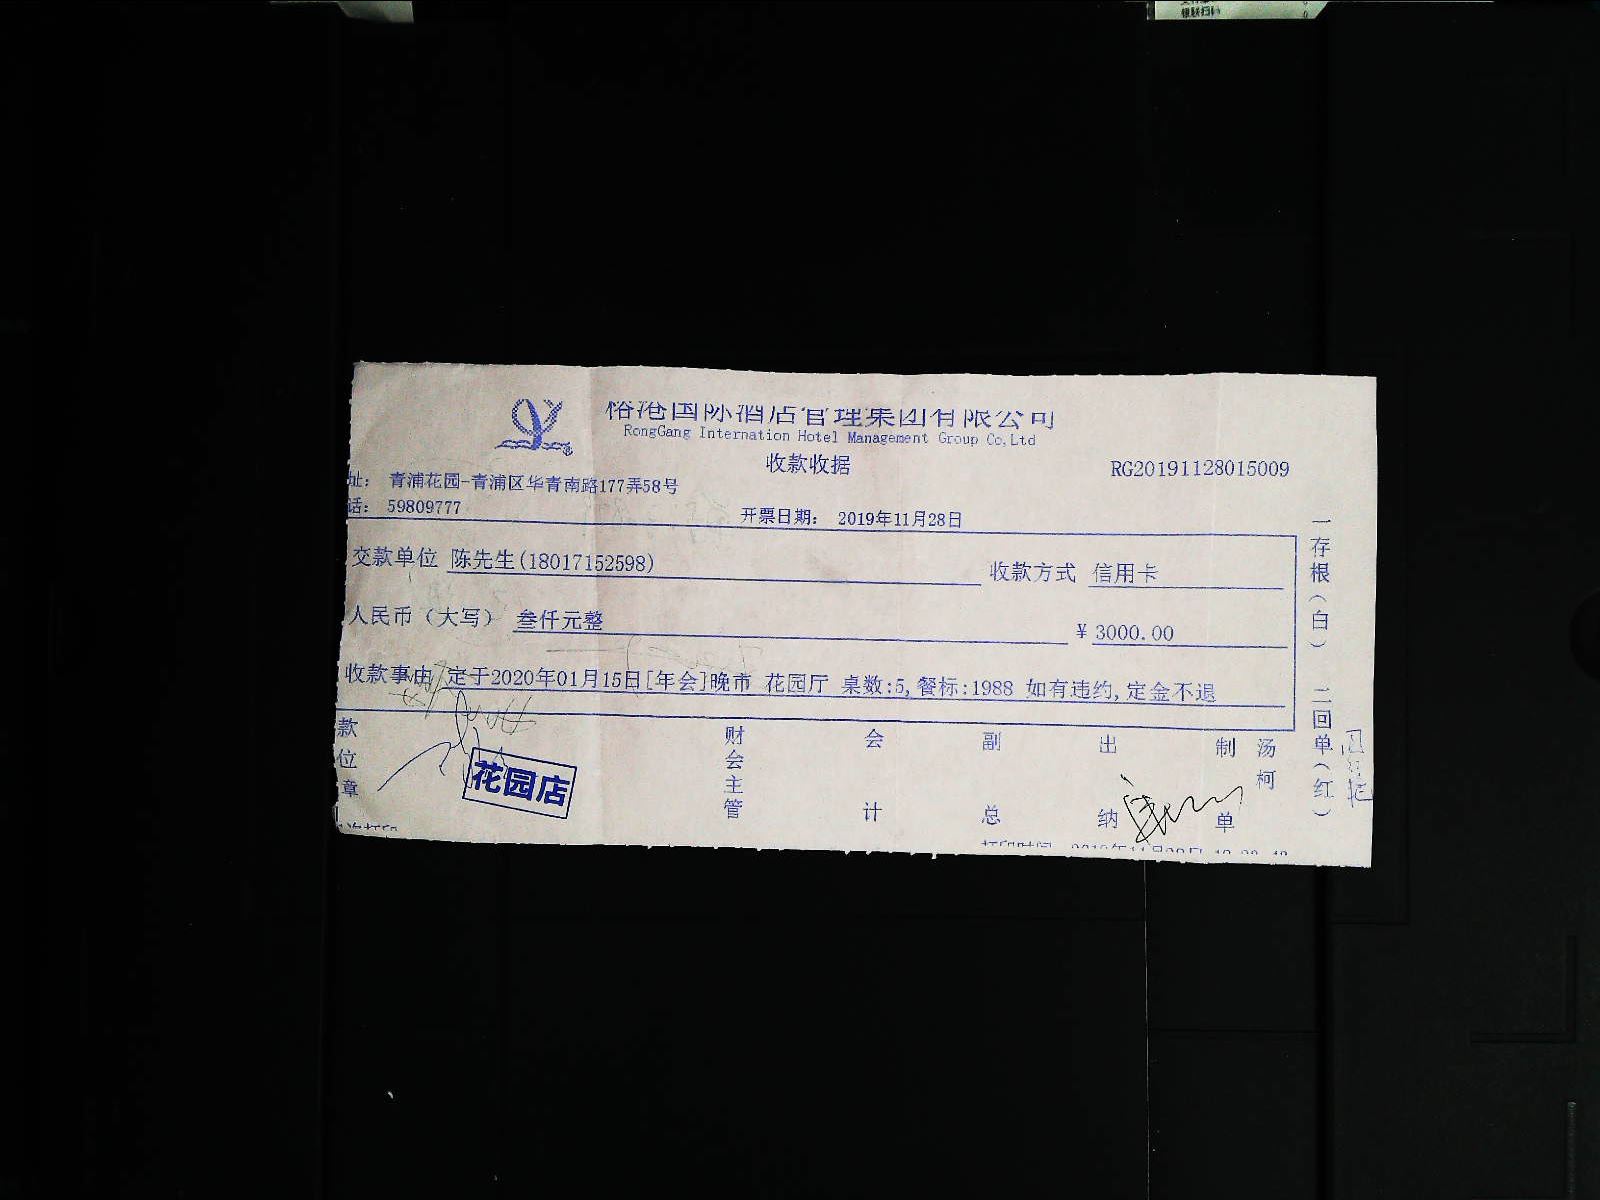 银联扫码
榕港国际酒店管理集团有限公司
RongGang Internation Hotel Management Group Co,Ltd
收款收据
RG20191128015009
址： 青浦花园-青浦区华青南路177弄58号
话： 59809777
开票日期： 2019年11月28日
交款单位 陈先生(18017152598)
收款方式 信用卡
人民币（大写） 叁仟元整
¥ 3000.00
收款事由 定于2020年01月15日[年会]晚市 花园厅 桌数:5,餐标:1988 如有违约,定金不退
款位章
花园店
财会主管
会计
副总
出纳
制单
汤柯
一存根（白） 二回单（红）